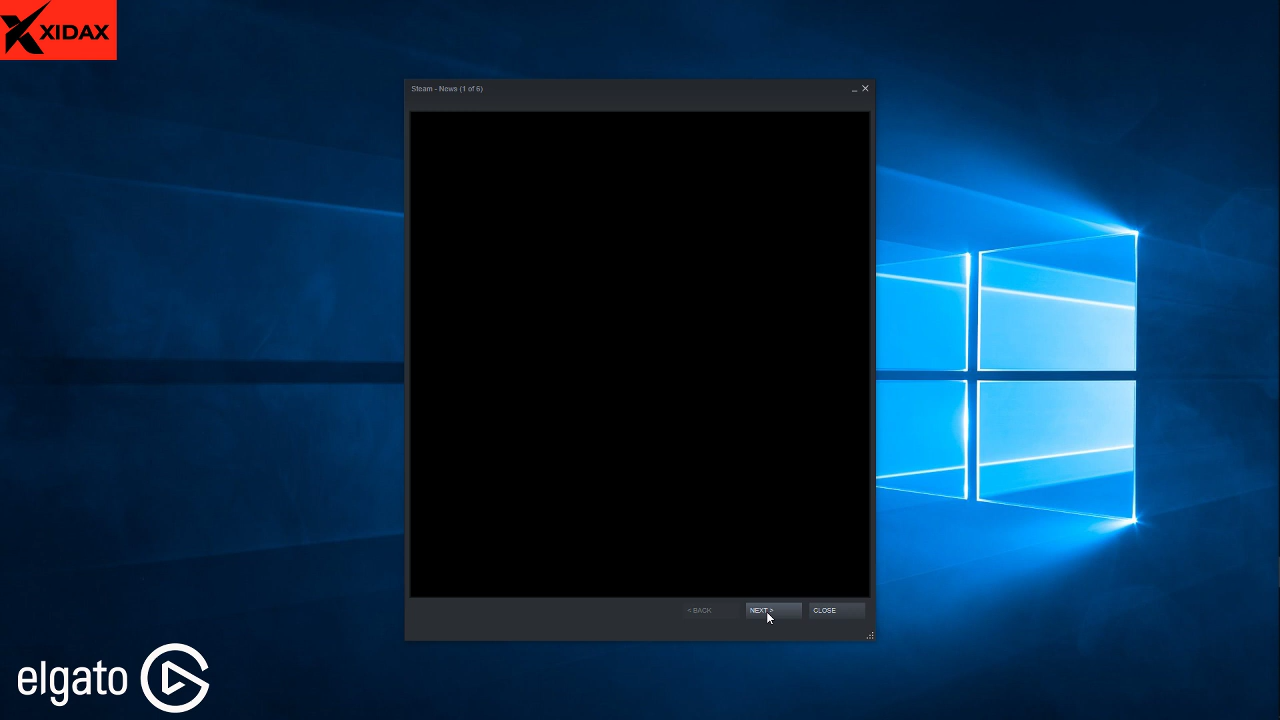 XIDAX
Steam - News (1 of 6)
< BACK
NEXT >
CLOSE
elgato